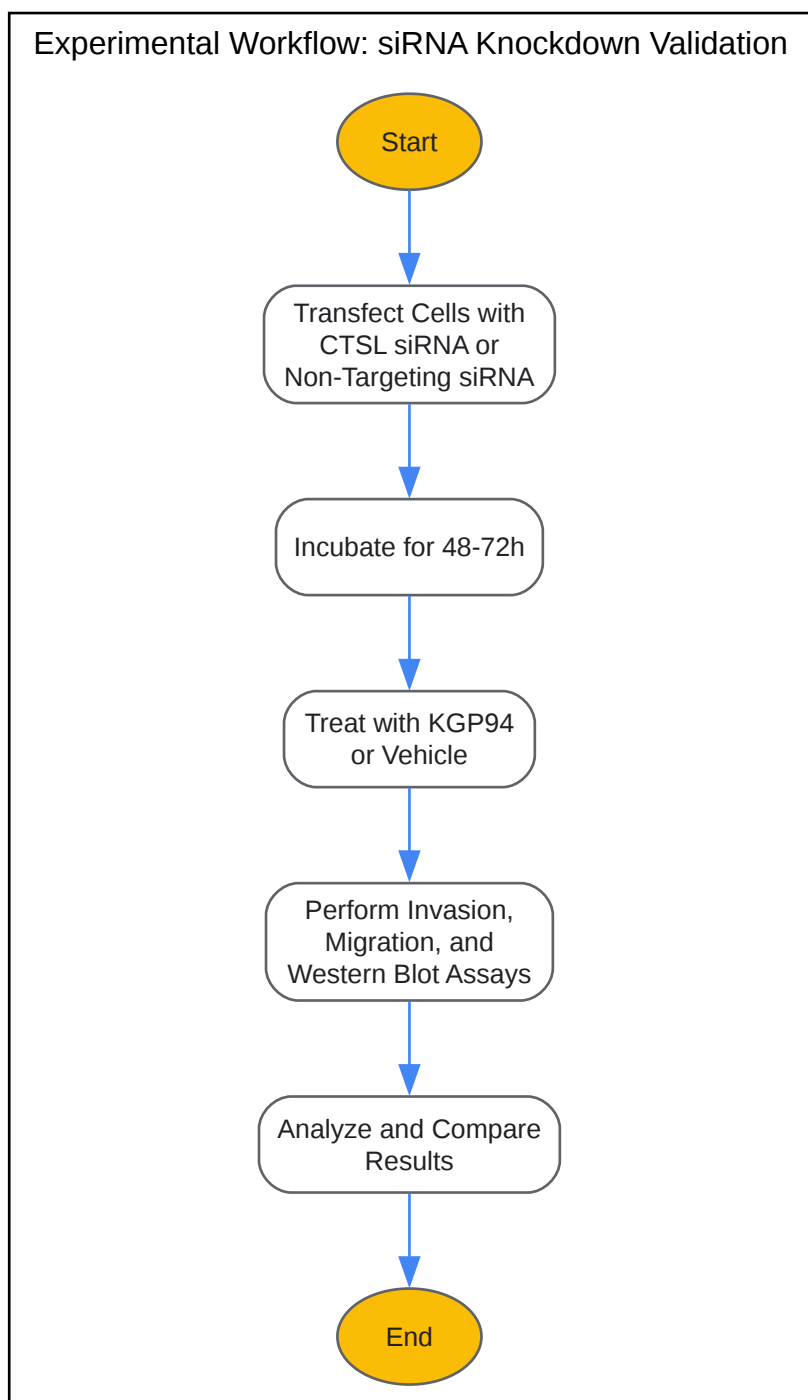 Experimental Workflow: siRNA Knockdown Validation
Start
Transfect Cells with
CTSL siRNA or
Non-Targeting siRNA
Incubate for 48-72h
Treat with KGP94
or Vehicle
Perform Invasion,
Migration, and
Western Blot Assays
Analyze and Compare
Results
End